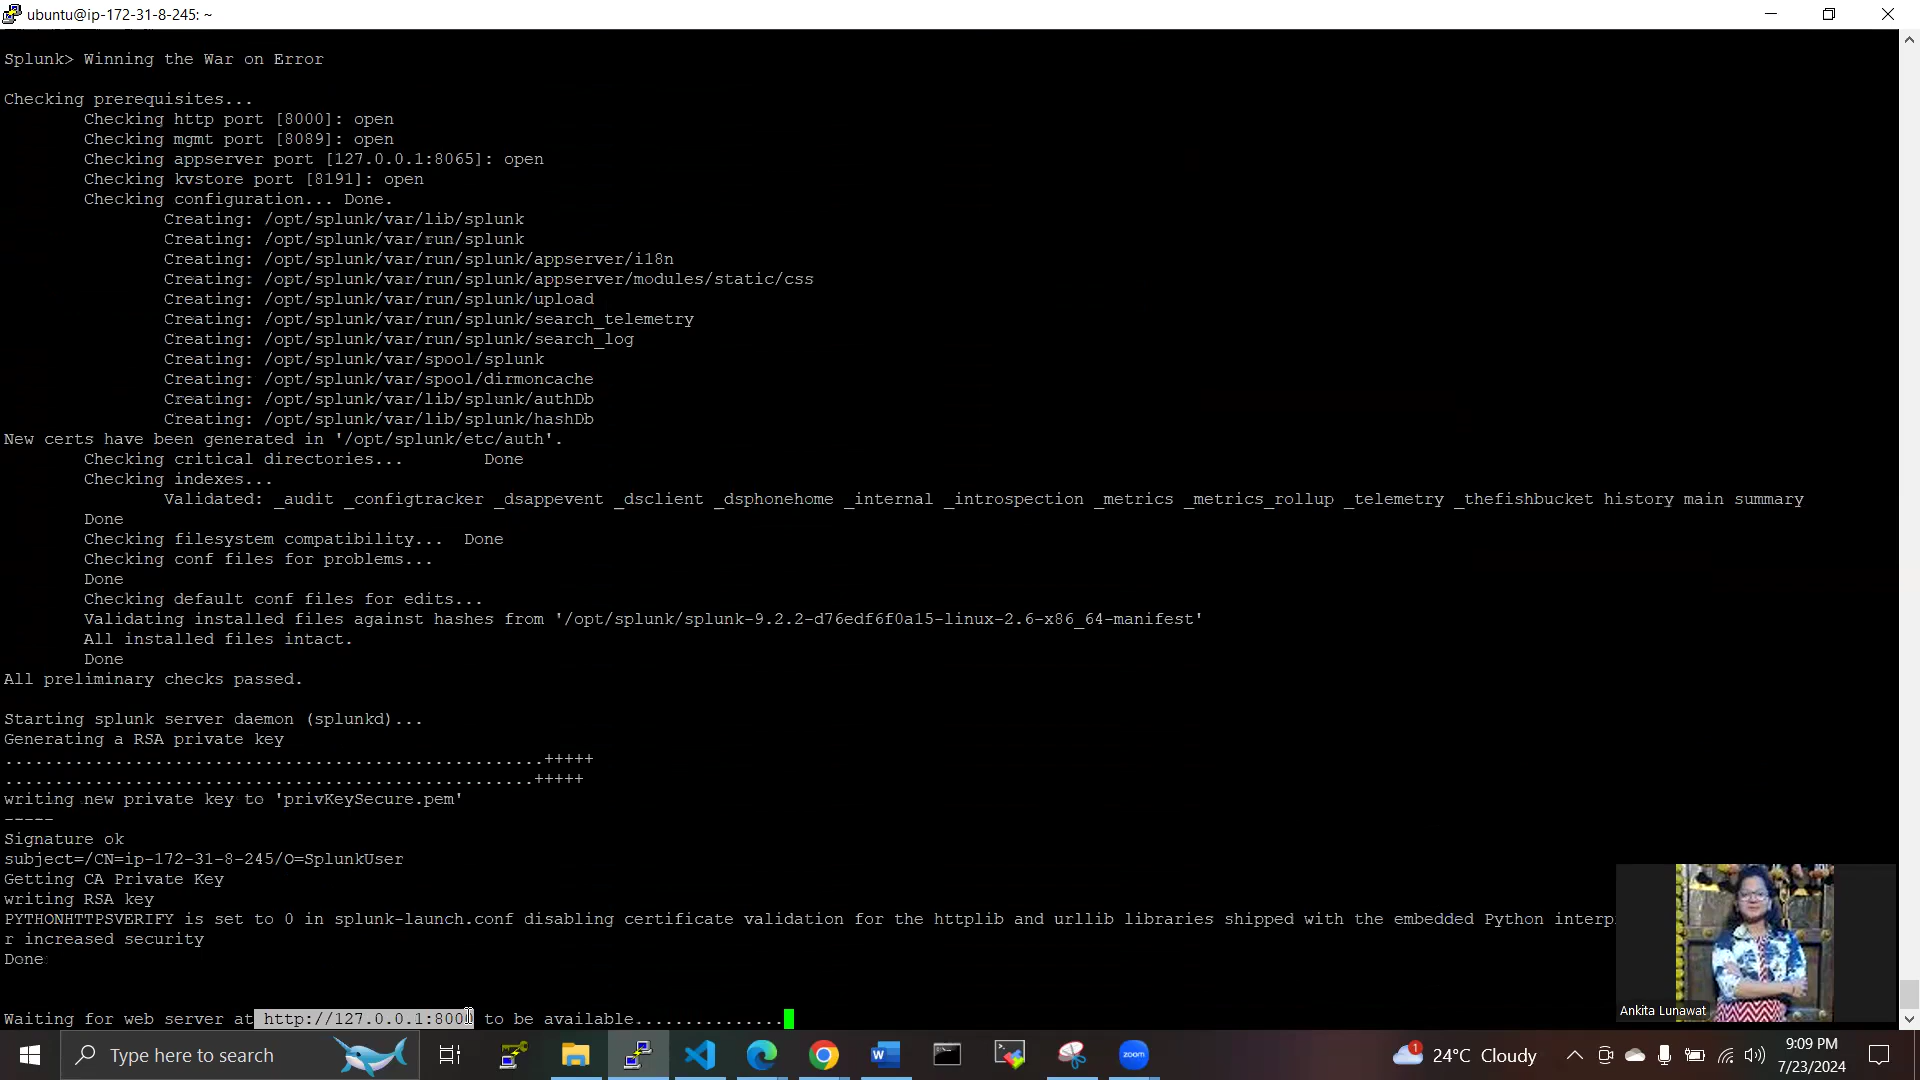 ubuntu@ip-172-31-8-245: ~
Splunk> Winning the War on Error
Checking prerequisites...
Checking http port [8000]: open
Checking mgmt port [8089]: open
Checking appserver port [127.0.0.1:8065]: open
Checking kvstore port [8191]: open
Checking configuration... Done.
Creating: /opt/splunk/var/lib/splunk
Creating: /opt/splunk/var/run/splunk
Creating: /opt/splunk/var/run/splunk/appserver/i18n
Creating: /opt/splunk/var/run/splunk/appserver/modules/static/css
Creating: /opt/splunk/var/run/splunk/upload
Creating: /opt/splunk/var/run/splunk/search_telemetry
Creating: /opt/splunk/var/run/splunk/search_log
Creating: /opt/splunk/var/spool/splunk
Creating: /opt/splunk/var/spool/dirmoncache
Creating: /opt/splunk/var/lib/splunk/authDb
Creating: /opt/splunk/var/lib/splunk/hashDb
New certs have been generated in '/opt/splunk/etc/auth'.
Checking critical directories... Done
Checking indexes...
Validated: _audit _configtracker _dsappevent _dsclient _dsphonehome _internal _introspection _metrics _metrics_rollup _telemetry _thefishbucket history main summary
Done
Checking filesystem compatibility... Done
Checking conf files for problems...
Done
Checking default conf files for edits...
Validating installed files against hashes from '/opt/splunk/splunk-9.2.2-d76edf6f0a15-linux-2.6-x86_64-manifest'
All installed files intact.
Done
All preliminary checks passed.
Starting splunk server daemon (splunkd)...
Generating a RSA private key
......................................................+++++
.....................................................+++++
writing new private key to 'privKeySecure.pem'
-----
Signature ok
subject=/CN=ip-172-31-8-245/O=SplunkUser
Getting CA Private Key
writing RSA key
PYTHONHTTPSVERIFY is set to 0 in splunk-launch.conf disabling certificate validation for the httplib and urllib libraries shipped with the embedded Python interp
r increased security
Done
Waiting for web server at http://127.0.0.1:8000 to be available...............
Ankita Lunawat
Type here to search
zoom
1
24°C Cloudy
9:09 PM
7/23/2024